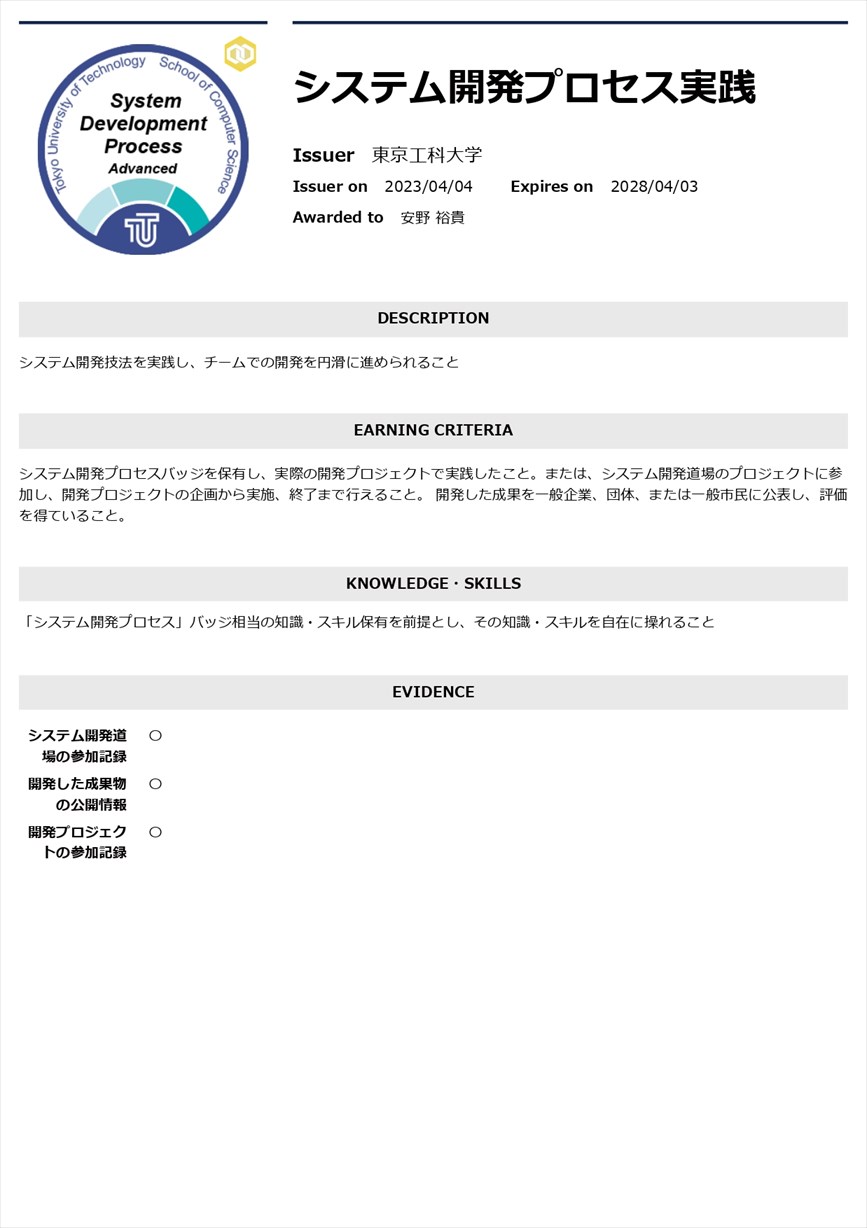 Tokyo University of Technology School of Computer Science
System
Development
Process
Advanced
システム開発プロセス実践
Issuer 東京工科大学
Issuer on 2023/04/04 Expires on 2028/04/03
Awarded to 安野 裕貴
DESCRIPTION
システム開発技法を実践し、チームでの開発を円滑に進められること
EARNING CRITERIA
システム開発プロセスバッジを保有し、実際の開発プロジェクトで実践したこと。または、システム開発道場のプロジェクトに参
加し、開発プロジェクトの企画から実施、終了まで行えること。 開発した成果を一般企業、団体、または一般市民に公表し、評価
を得ていること。
KNOWLEDGE・SKILLS
「システム開発プロセス」バッジ相当の知識・スキル保有を前提とし、その知識・スキルを自在に操れること
EVIDENCE
システム開発道 〇
場の参加記録
開発した成果物 〇
の公開情報
開発プロジェク 〇
トの参加記録